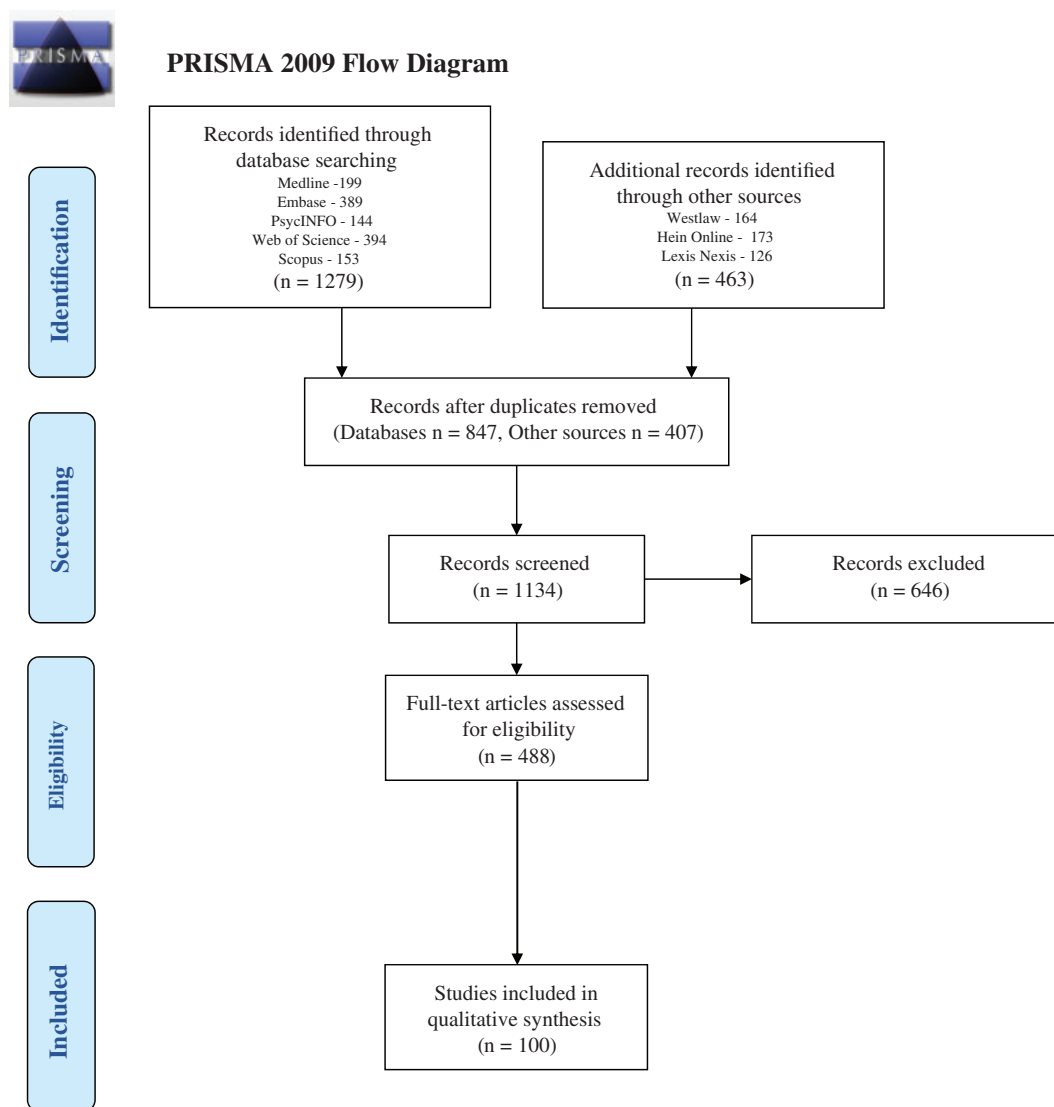 PRISMA
PRISMA 2009 Flow Diagram
Records identified through
database searching
Medline -199
Embase - 389
PsycINFO - 144
Web of Science - 394
Scopus - 153
(n = 1279)
Additional records identified
through other sources
Westlaw - 164
Hein Online - 173
Lexis Nexis - 126
(n = 463)
Identification
Records after duplicates removed
(Databases n = 847, Other sources n = 407)
Screening
Records screened
(n = 1134)
Records excluded
(n = 646)
Eligibility
Full-text articles assessed
for eligibility
(n = 488)
Included
Studies included in
qualitative synthesis
(n = 100)